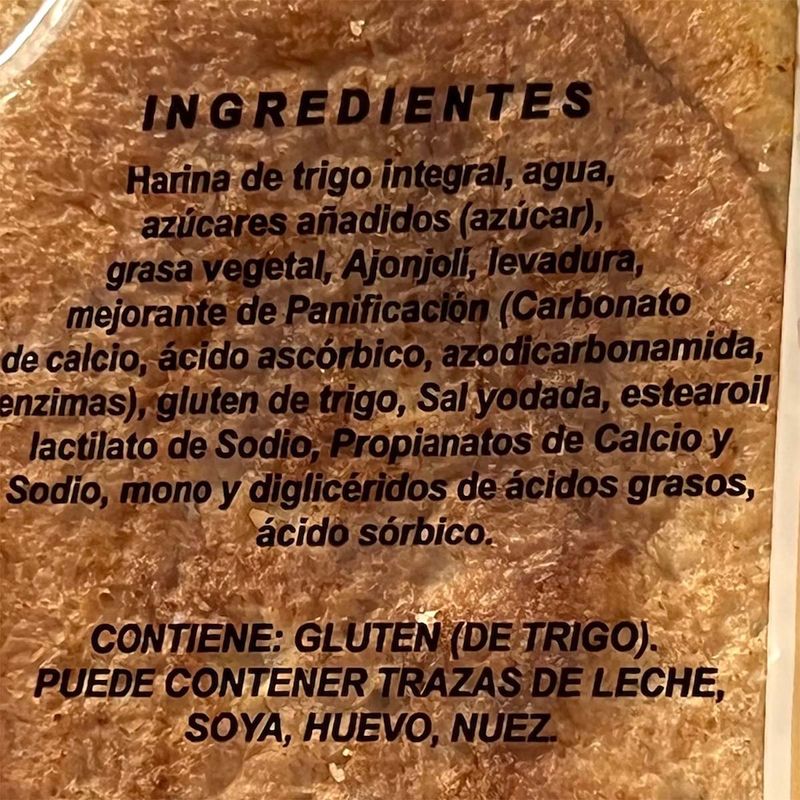 INGREDIENTES
Harina de trigo integral, agua,
azúcares añadidos (azúcar),
grasa vegetal, Ajonjolí, levadura,
mejorante de Panificación (Carbonato
de calcio, ácido ascórbico, azodicarbonamida,
enzimas), gluten de trigo, Sal yodada, estearoil
lactilato de Sodio, Propianatos de Calcio y
Sodio, mono y diglicéridos de ácidos grasos,
ácido sórbico.
CONTIENE: GLUTEN (DE TRIGO).
PUEDE CONTENER TRAZAS DE LECHE,
SOYA, HUEVO, NUEZ.